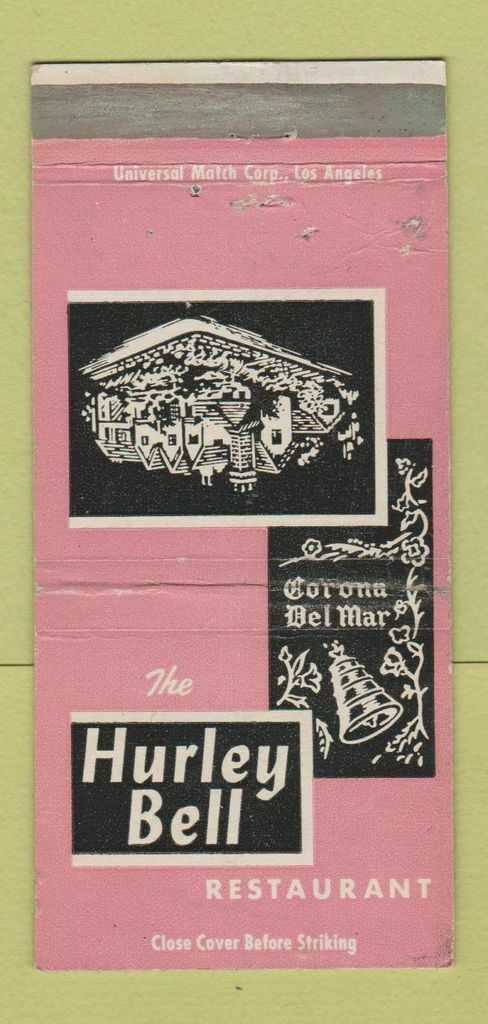 Universal Match Corp., Los Angeles
Corona
Del Mar
The
Hurley
Bell
RESTAURANT
Close Cover Before Striking